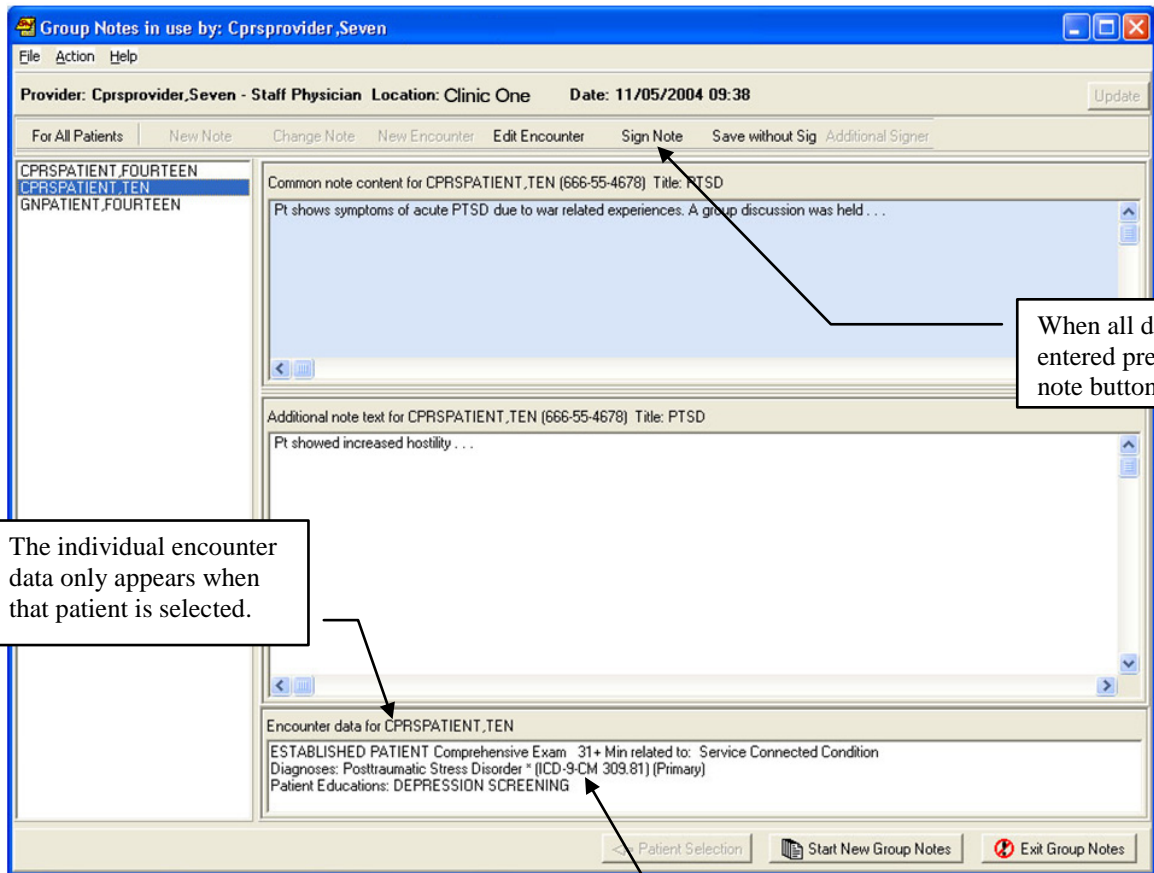 Group Notes in use by: Cprsprovider,Seven
File Action Help
Provider: Cprsprovider,Seven - Staff Physician Location: Clinic One Date: 11/05/2004 09:38 Update
For All Patients New Note Change Note New Encounter Edit Encounter Sign Note Save without Sig Additional Signer
CPRSPATIENT,FOURTEEN
CPRSPATIENT,TEN
GNPATIENT,FOURTEEN
Common note content for CPRSPATIENT,TEN (666-55-4678) Title: PTSD
Pt shows symptoms of acute PTSD due to war related experiences. A group discussion was held . . .
When all d
entered pre
note button
Additional note text for CPRSPATIENT,TEN (666-55-4678) Title: PTSD
Pt showed increased hostility . . .
The individual encounter
data only appears when
that patient is selected.
Encounter data for CPRSPATIENT,TEN
ESTABLISHED PATIENT Comprehensive Exam 31+ Min related to: Service Connected Condition
Diagnoses: Posttraumatic Stress Disorder * (ICD-9-CM 309.81) (Primary)
Patient Educations: DEPRESSION SCREENING
<- Patient Selection Start New Group Notes Exit Group Notes